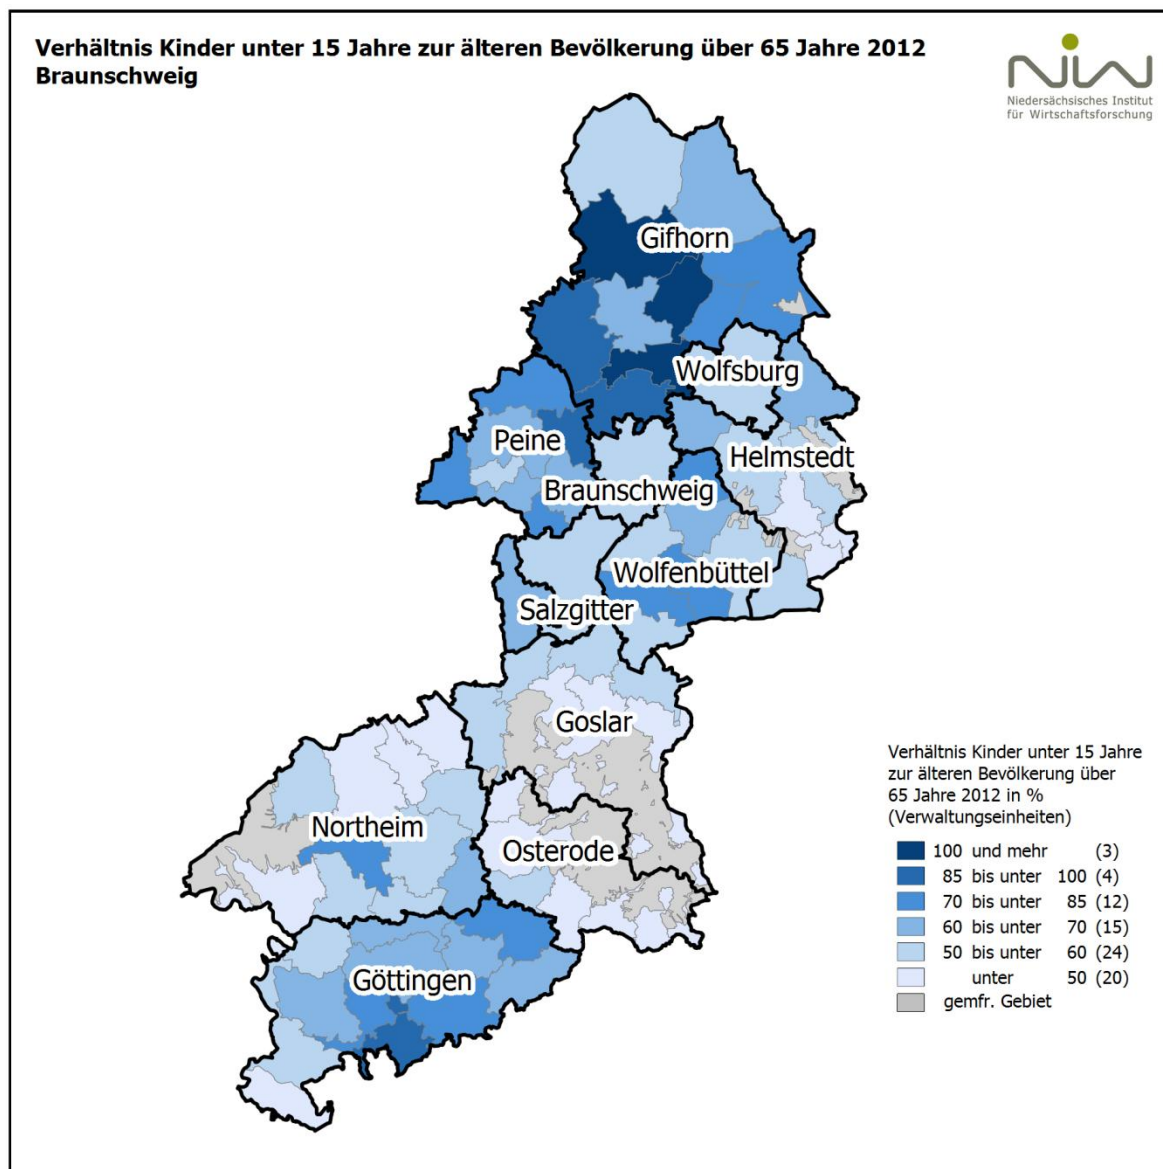 Verhältnis Kinder unter 15 Jahre zur älteren Bevölkerung über 65 Jahre 2012
Braunschweig
NIW
Niedersächsisches Institut
für Wirtschaftsforschung
Gifhorn
Wolfsburg
Peine
Helmstedt
Braunschweig
Wolfenbüttel
Salzgitter
Goslar
Northeim
Osterode
Göttingen
Verhältnis Kinder unter 15 Jahre
zur älteren Bevölkerung über
65 Jahre 2012 in %
(Verwaltungseinheiten)
100 und mehr (3)
85 bis unter 100 (4)
70 bis unter 85 (12)
60 bis unter 70 (15)
50 bis unter 60 (24)
unter 50 (20)
gemfr. Gebiet